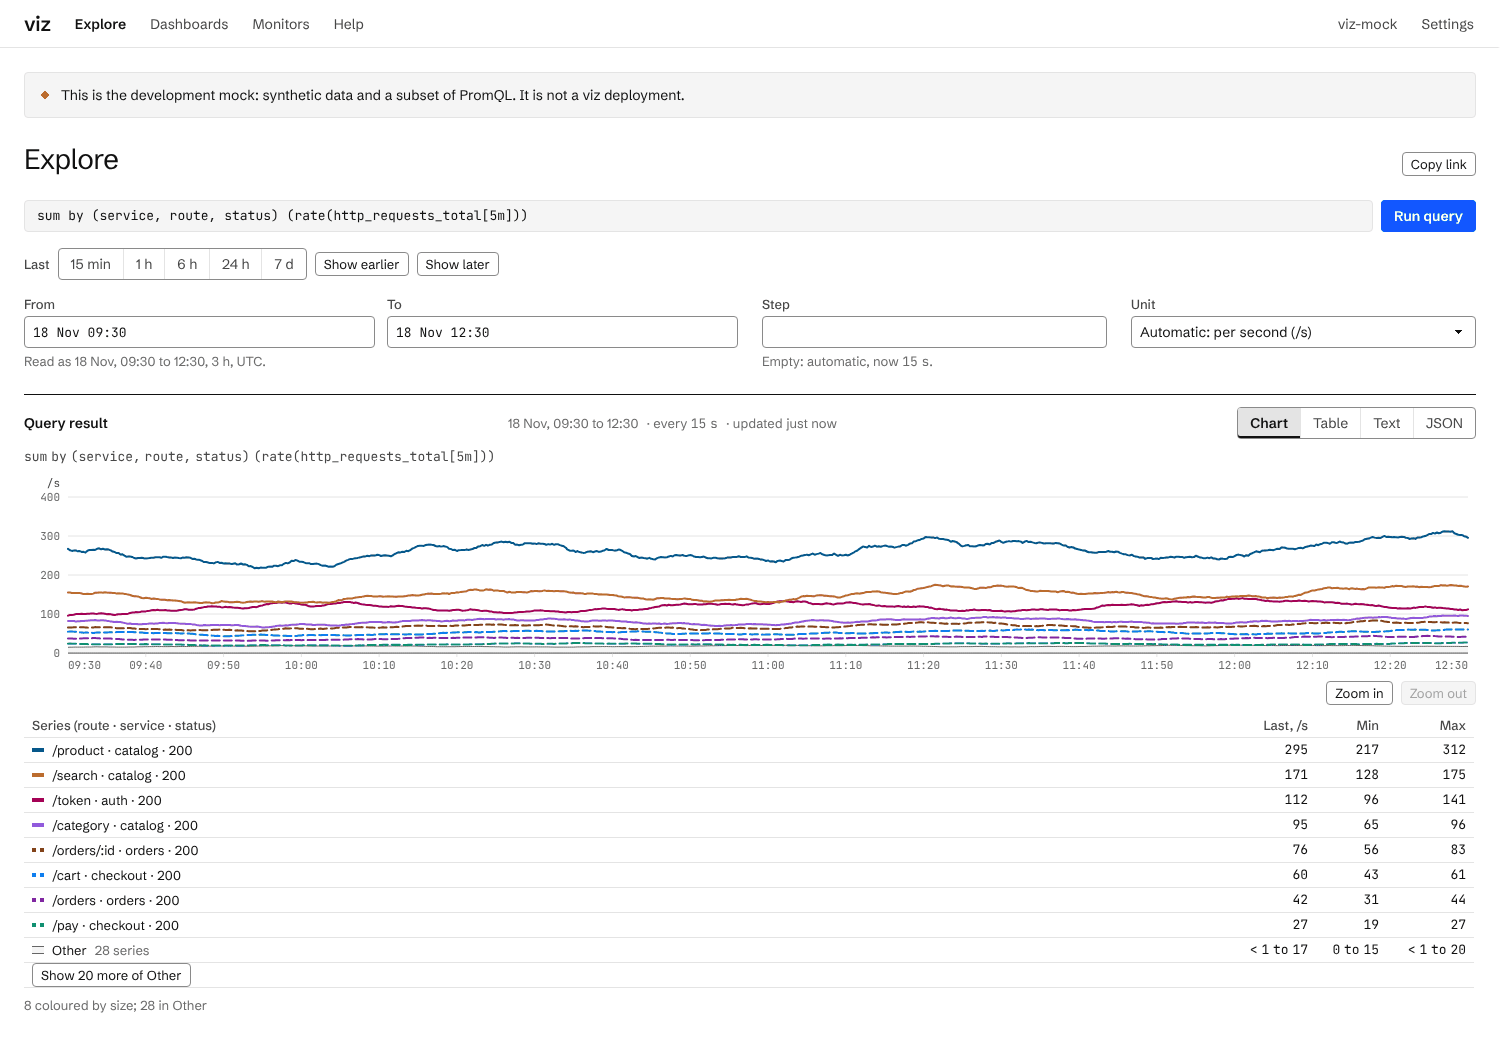 viz Explore Dashboards Monitors Help viz-mock Settings
This is the development mock: synthetic data and a subset of PromQL. It is not a viz deployment.
Explore
Copy link
sum by (service, route, status) (rate(http_requests_total[5m]))
Run query
Last 15 min 1 h 6 h 24 h 7 d Show earlier Show later
From To Step Unit
18 Nov 09:30 18 Nov 12:30 Automatic: per second (/s)
Read as 18 Nov, 09:30 to 12:30, 3 h, UTC. Empty: automatic, now 15 s.
Query result 18 Nov, 09:30 to 12:30 · every 15 s · updated just now Chart Table Text JSON
sum by (service, route, status) (rate(http_requests_total[5m]))
/s
400
300
200
100
0
09:30 09:40 09:50 10:00 10:10 10:20 10:30 10:40 10:50 11:00 11:10 11:20 11:30 11:40 11:50 12:00 12:10 12:20 12:30
Zoom in Zoom out
Series (route · service · status) Last, /s Min Max
/product · catalog · 200 295 217 312
/search · catalog · 200 171 128 175
/token · auth · 200 112 96 141
/category · catalog · 200 95 65 96
/orders/:id · orders · 200 76 56 83
/cart · checkout · 200 60 43 61
/orders · orders · 200 42 31 44
/pay · checkout · 200 27 19 27
Other 28 series < 1 to 17 0 to 15 < 1 to 20
Show 20 more of Other
8 coloured by size; 28 in Other